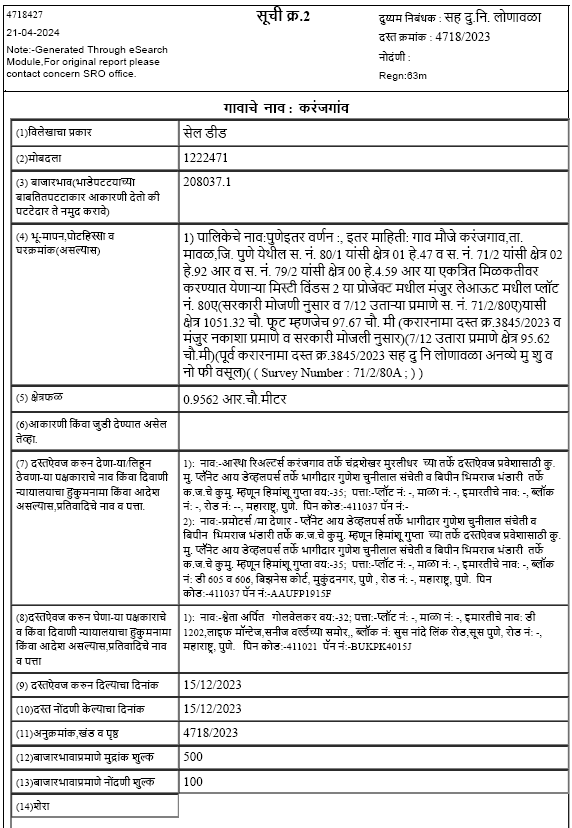 4718427
21-04-2024
Note:-Generated Through eSearch
Module,For original report please
contact concern SRO office.
सूची क्र.2
दुय्यम निबंधक : सह दु.नि. लोणावळा
दस्त क्रमांक : 4718/2023
नोदंणी :
Regn:63m
गावाचे नाव : करंजगांव
(1)विलेखाचा प्रकार
सेल डीड
(2)मोबदला
1222471
(3) बाजारभाव(भाडेपटटयाच्या
बाबतितपटटाकार आकारणी देतो की
पटटेदार ते नमुद करावे)
208037.1
(4) भू-मापन,पोटहिस्सा व
घरक्रमांक(असल्यास)
1) पालिकेचे नाव:पुणेइतर वर्णन :, इतर माहिती: गाव मौजे करंजगाव,ता.
मावळ,जि. पुणे येथील स. नं. 80/1 यांसी क्षेत्र 01 हे.47 व स. नं. 71/2 यांसी क्षेत्र 02
हे.92 आर व स. नं. 79/2 यांसी क्षेत्र 00 हे.4.59 आर या एकत्रित मिळकतीवर
करण्यात येणाऱ्या मिस्टी विंडस 2 या प्रोजेक्ट मधील मंजुर लेआऊट मधील प्लॉट
नं. 80ए(सरकारी मोजणी नुसार व 7/12 उताऱ्या प्रमाणे स. नं. 71/2/80ए)यासी
क्षेत्र 1051.32 चौ. फूट म्हणजेच 97.67 चौ. मी (करारनामा दस्त क्र.3845/2023 व
मंजुर नकाशा प्रमाणे व सरकारी मोजली नुसार)(7/12 उतारा प्रमाणे क्षेत्र 95.62
चौ.मी)(पूर्व करारनामा दस्त क्र.3845/2023 सह दु नि लोणावळा अनव्ये मु शु व
नो फी वसूल)( ( Survey Number : 71/2/80A ; ) )
(5) क्षेत्रफळ
0.9562 आर.चौ.मीटर
(6)आकारणी किंवा जुडी देण्यात असेल
तेव्हा.
(7) दस्तऐवज करुन देणा-या/लिहून
ठेवणा-या पक्षकाराचे नाव किंवा दिवाणी
न्यायालयाचा हुकुमनामा किंवा आदेश
असल्यास,प्रतिवादिचे नाव व पत्ता.
1): नाव:-आस्था रिअल्टर्स करंजगाव तर्फे चंद्रशेखर मुरलीधर च्या तर्फे दस्तऐवज प्रवेशासाठी कु.
मु. प्लॅनेट आय डेव्हलपर्स तर्फे भागीदार गुणेश चुनीलाल संचेती व बिपीन भिमराज भंडारी तर्फे
क.ज.चे कुमु. म्हणून हिमांशू गुप्ता वय:-35; पत्ता:-प्लॉट नं: -, माळा नं: -, इमारतीचे नाव: -, ब्लॉक
नं: -, रोड नं: --, महाराष्ट्र, पुणे. पिन कोड:-411037 पॅन नं:-
2): नाव:-प्रमोटर्स /मा देणार - प्लॅनेट आय डेव्हलपर्स तर्फे भागीदार गुणेश चुनीलाल संचेती व
बिपीन भिमराज भंडारी तर्फे क.ज.चे कुमु. म्हणून हिमांशू गुप्ता च्या तर्फे दस्तऐवज प्रवेशासाठी कु.
मु. प्लॅनेट आय डेव्हलपर्स तर्फे भागीदार गुणेश चुनीलाल संचेती व बिपीन भिमराज भंडारी तर्फे
क.ज.चे कुमु. म्हणून हिमांशू गुप्ता वय:-35; पत्ता:-प्लॉट नं: -, माळा नं: -, इमारतीचे नाव: -, ब्लॉक
नं: डी 605 व 606, बिझनेस कोर्ट, मुकुंदनगर, पुणे , रोड नं: -, महाराष्ट्र, पुणे. पिन
कोड:-411037 पॅन नं:-AAUFP1915F
(8)दस्तऐवज करुन घेणा-या पक्षकाराचे
व किंवा दिवाणी न्यायालयाचा हुकुमनामा
किंवा आदेश असल्यास,प्रतिवादिचे नाव
व पत्ता
1): नाव:-श्वेता अर्पित गोलवेलकर वय:-32; पत्ता:-प्लॉट नं: -, माळा नं: -, इमारतीचे नाव: डी
1202,लाइफ मॉन्टेज,सनीज वर्ल्डच्या समोर,, ब्लॉक नं: सुस नांदे लिंक रोड,सूस पुणे, रोड नं: -,
महाराष्ट्र, पुणे. पिन कोड:-411021 पॅन नं:-BUKPK4015J
(9) दस्तऐवज करुन दिल्याचा दिनांक
15/12/2023
(10)दस्त नोंदणी केल्याचा दिनांक
15/12/2023
(11)अनुक्रमांक,खंड व पृष्ठ
4718/2023
(12)बाजारभावाप्रमाणे मुद्रांक शुल्क
500
(13)बाजारभावाप्रमाणे नोंदणी शुल्क
100
(14)शेरा